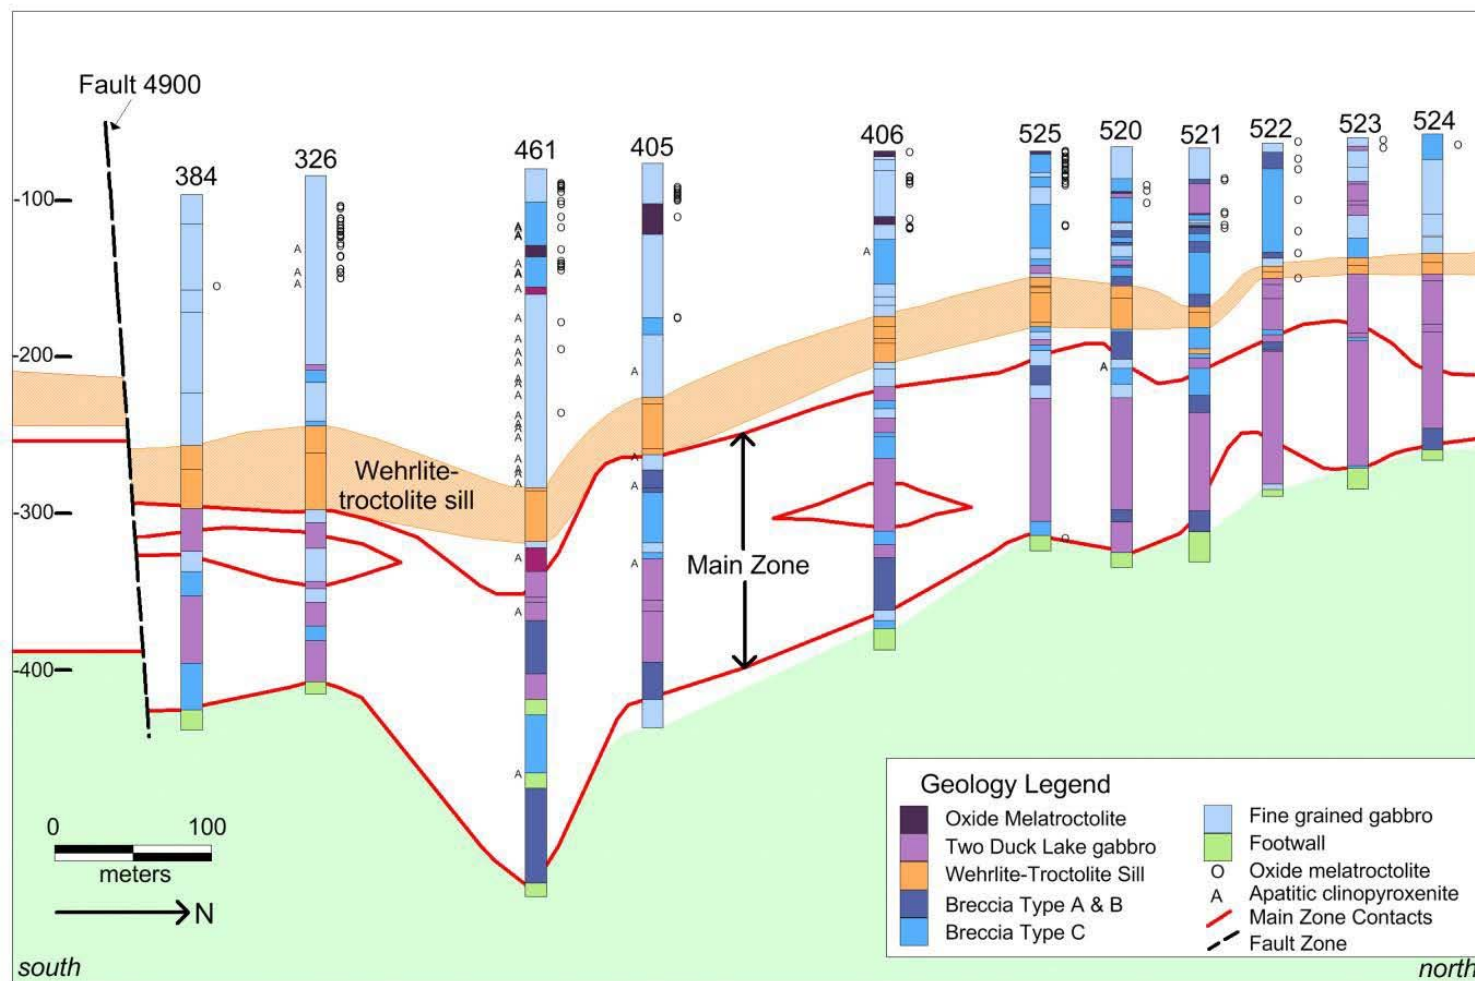 Fault 4900
384
326
461
405
406
525
520
521
522
523
524
-100
-200
-300
-400
Wehrlite-
troctolite sill
Main Zone
0 100
meters
N
south
north
Geology Legend
Oxide Melatroctolite
Two Duck Lake gabbro
Wehrlite-Troctolite Sill
Breccia Type A & B
Breccia Type C
Fine grained gabbro
Footwall
O Oxide melatroctolite
A Apatitic clinopyroxenite
Main Zone Contacts
Fault Zone